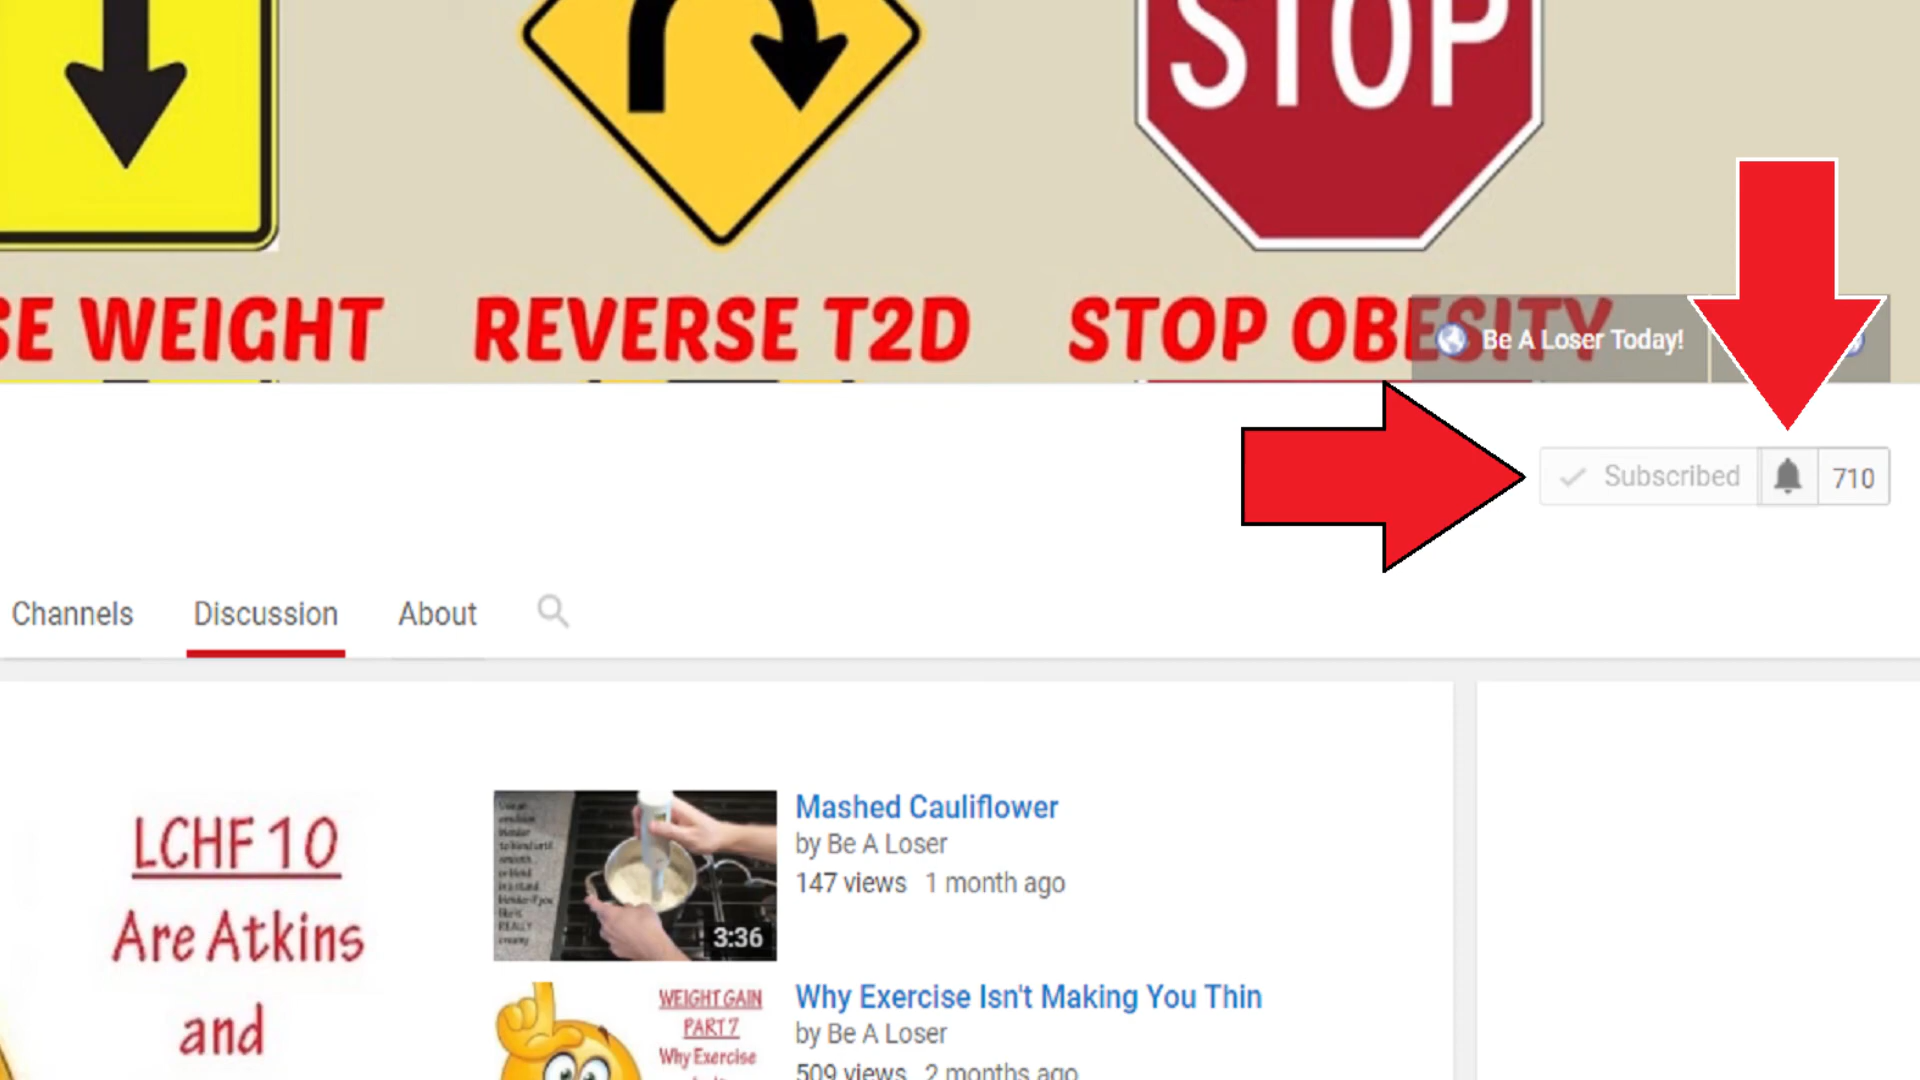 STOP
SE WEIGHT REVERSE T2D STOP OBESITY
Be A Loser Today!
Subscribed 710
Channels Discussion About
LCHF 10
Are Atkins
and
3:36
Mashed Cauliflower
by Be A Loser
147 views 1 month ago
WEIGHT GAIN
PART 7
Why Exercise
Why Exercise Isn't Making You Thin
by Be A Loser
509 views 2 months ago